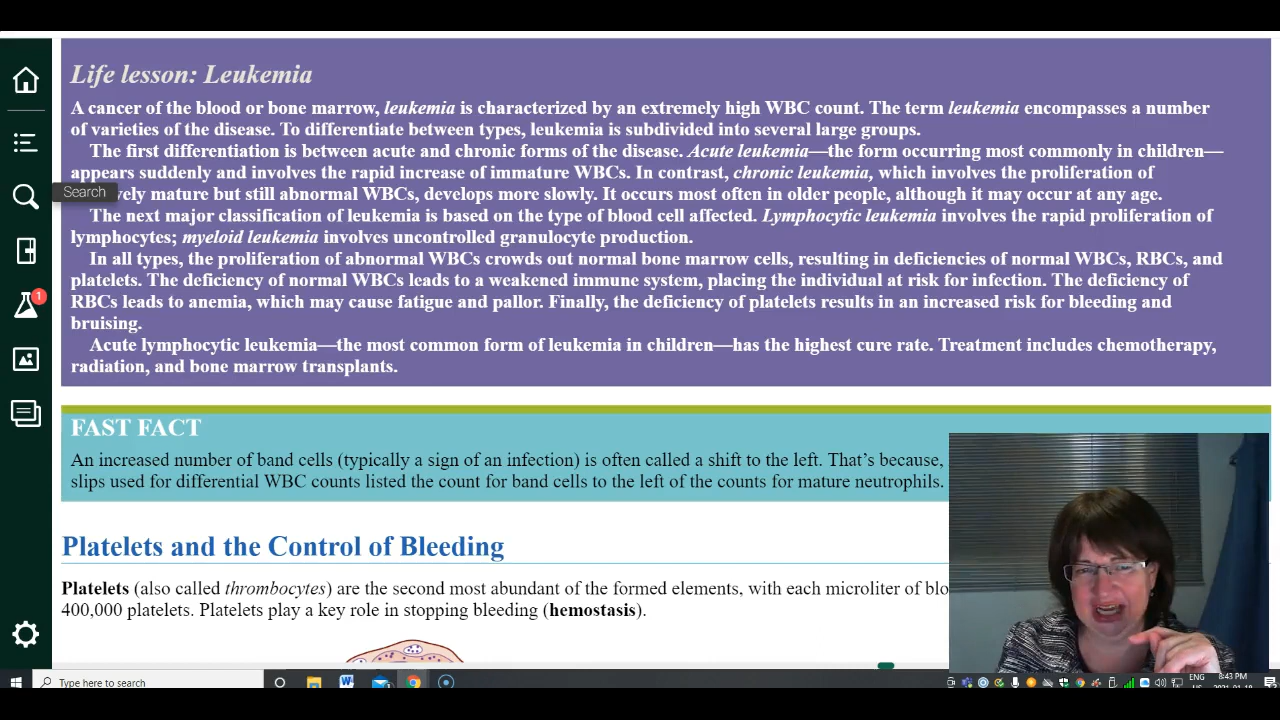 Life lesson: Leukemia
A cancer of the blood or bone marrow, leukemia is characterized by an extremely high WBC count. The term leukemia encompasses a number
of varieties of the disease. To differentiate between types, leukemia is subdivided into several large groups.
The first differentiation is between acute and chronic forms of the disease. Acute leukemia—the form occurring most commonly in children—
appears suddenly and involves the rapid increase of immature WBCs. In contrast, chronic leukemia, which involves the proliferation of
Search
vely mature but still abnormal WBCs, develops more slowly. It occurs most often in older people, although it may occur at any age.
The next major classification of leukemia is based on the type of blood cell affected. Lymphocytic leukemia involves the rapid proliferation of
lymphocytes; myeloid leukemia involves uncontrolled granulocyte production.
In all types, the proliferation of abnormal WBCs crowds out normal bone marrow cells, resulting in deficiencies of normal WBCs, RBCs, and
platelets. The deficiency of normal WBCs leads to a weakened immune system, placing the individual at risk for infection. The deficiency of
RBCs leads to anemia, which may cause fatigue and pallor. Finally, the deficiency of platelets results in an increased risk for bleeding and
bruising.
Acute lymphocytic leukemia—the most common form of leukemia in children—has the highest cure rate. Treatment includes chemotherapy,
radiation, and bone marrow transplants.
1
FAST FACT
An increased number of band cells (typically a sign of an infection) is often called a shift to the left. That's because,
slips used for differential WBC counts listed the count for band cells to the left of the counts for mature neutrophils.
Platelets and the Control of Bleeding
Platelets (also called thrombocytes) are the second most abundant of the formed elements, with each microliter of blo
400,000 platelets. Platelets play a key role in stopping bleeding (hemostasis).
Type here to search
ENG
US
8:43 PM
2021-01-18